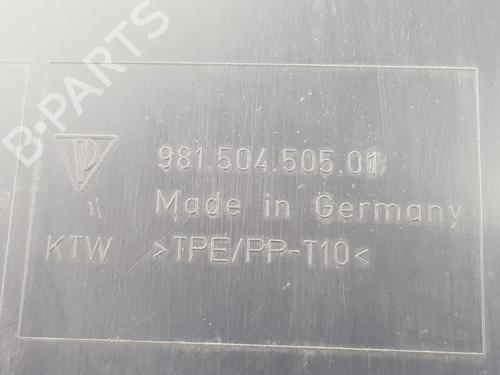 B-PARTS
981.504.505.01
Made in Germany
KTW >TPE/PP-T10<